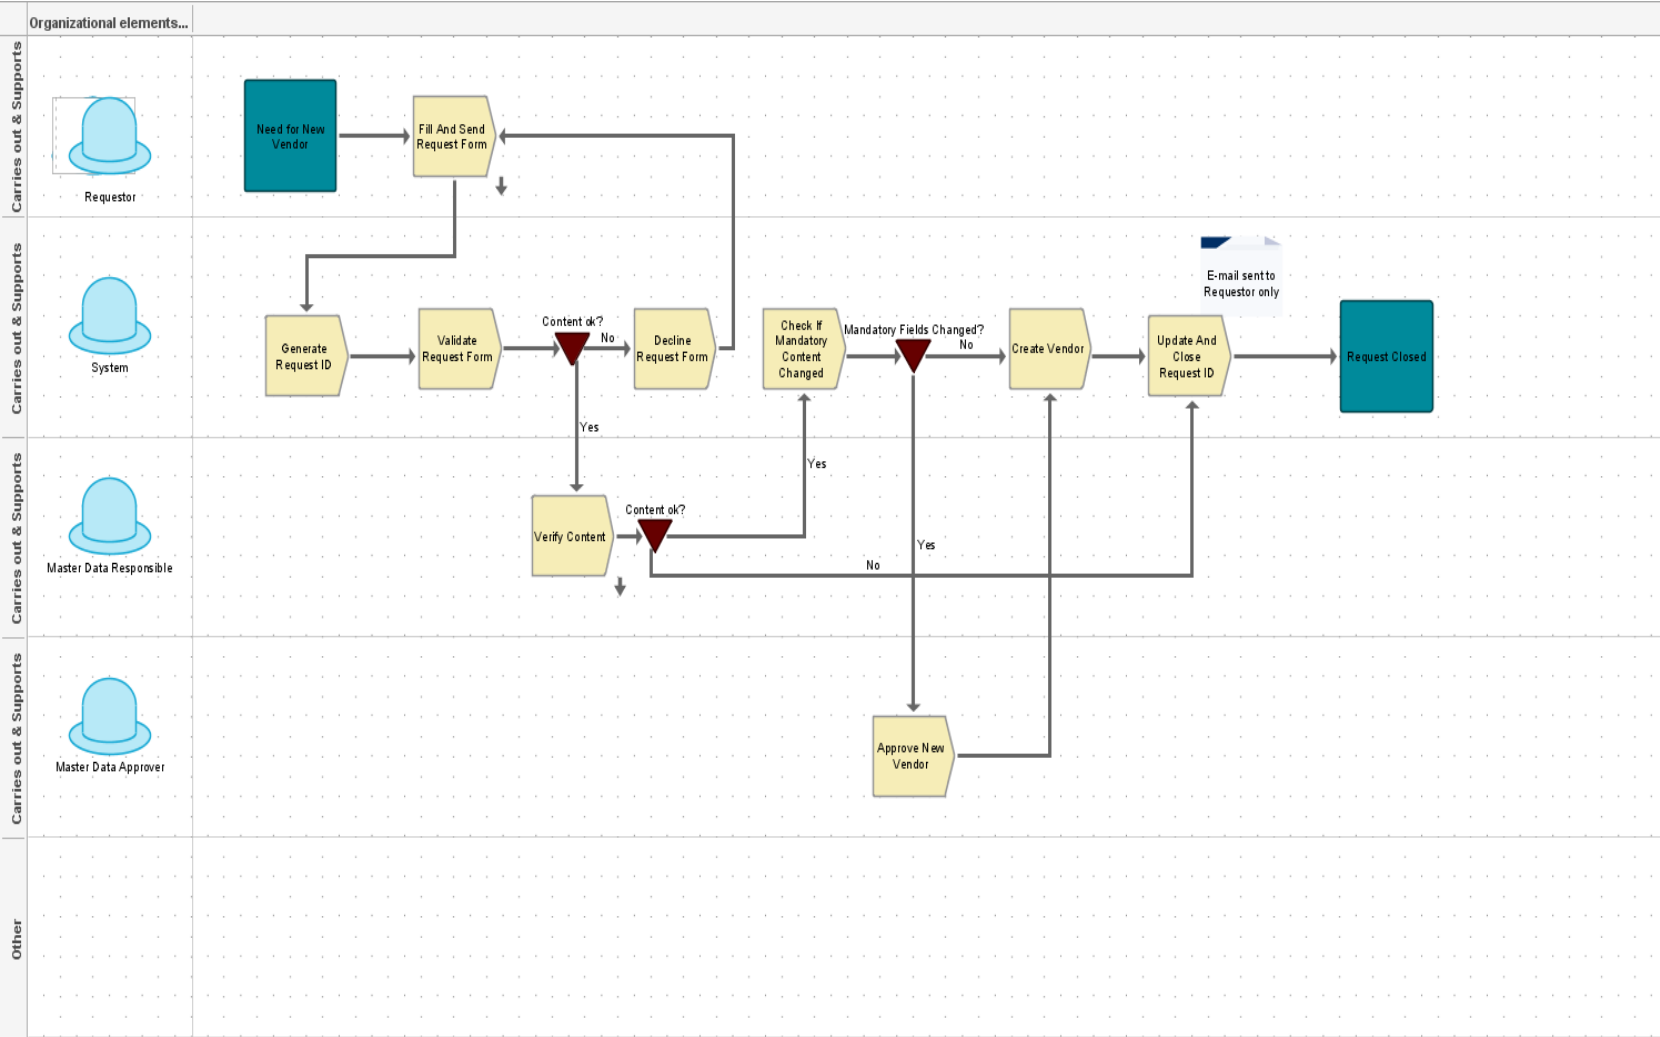 Organizational elements...
Carries out & Supports
Requestor
Need for New
Vendor
Fill And Send
Request Form
Carries out & Supports
System
Generate
Request ID
Validate
Request Form
Content ok?
No
Yes
Decline
Request Form
Check If
Mandatory
Content
Changed
Mandatory Fields Changed?
No
Create Vendor
E-mail sent to
Requestor only
Update And
Close
Request ID
Request Closed
Carries out & Supports
Master Data Responsible
Verify Content
Content ok?
Yes
No
Yes
Carries out & Supports
Master Data Approver
Approve New
Vendor
Other